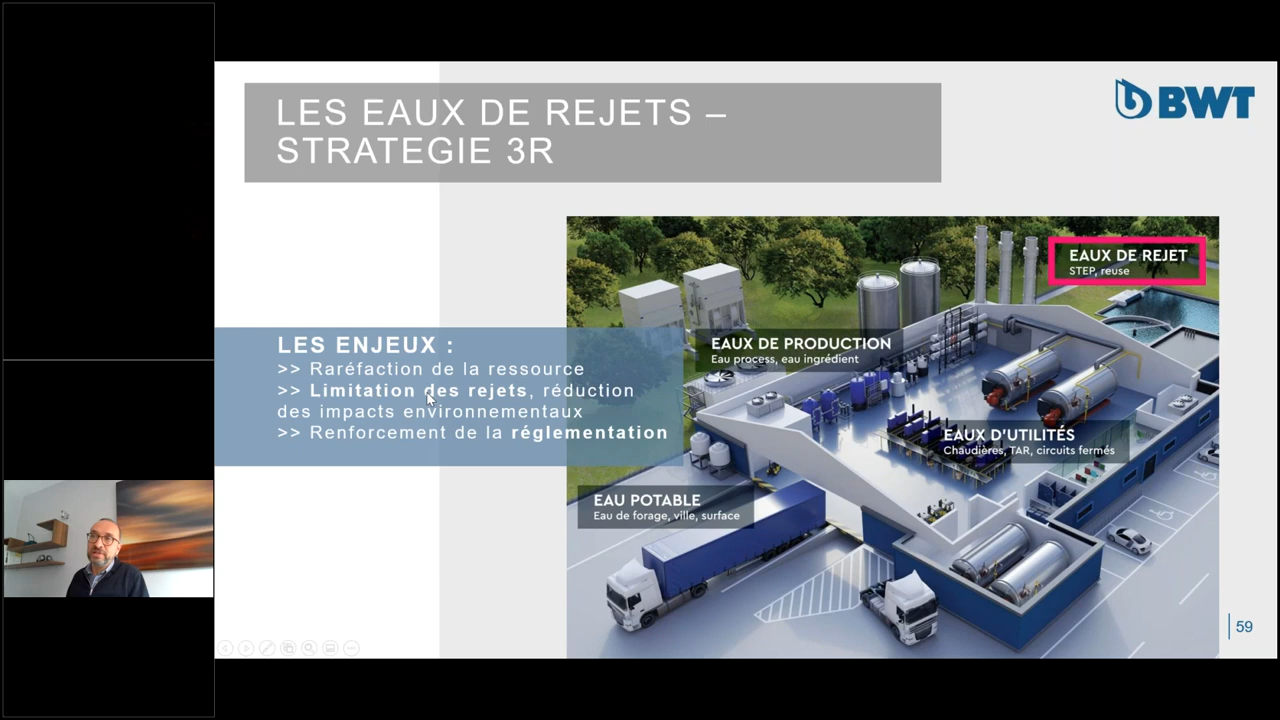 LES EAUX DE REJETS –
STRATEGIE 3R
BWT
EAUX DE REJET
STEP, reuse
LES ENJEUX :
>> Raréfaction de la ressource
>> Limitation des rejets, réduction
des impacts environnementaux
>> Renforcement de la réglementation
EAUX DE PRODUCTION
Eau process, eau ingrédient
EAUX D'UTILITÉS
Chaudières, TAR, circuits fermés
EAU POTABLE
Eau de forage, ville, surface
59